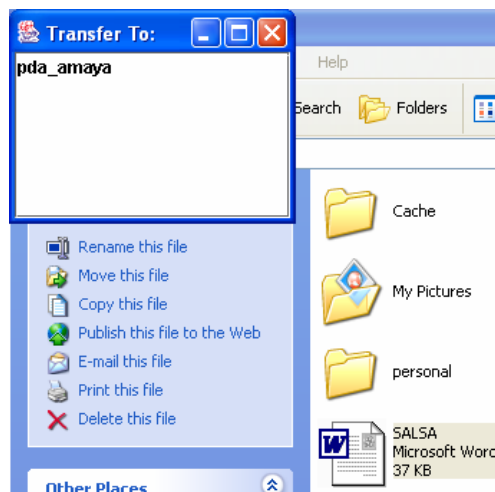 Transfer To:
pda_amaya
Help
Search
Folders
Cache
Rename this file
Move this file
My Pictures
Copy this file
Publish this file to the Web
E-mail this file
personal
Print this file
Delete this file
SALSA
Microsoft Word
37 KB
Other Places